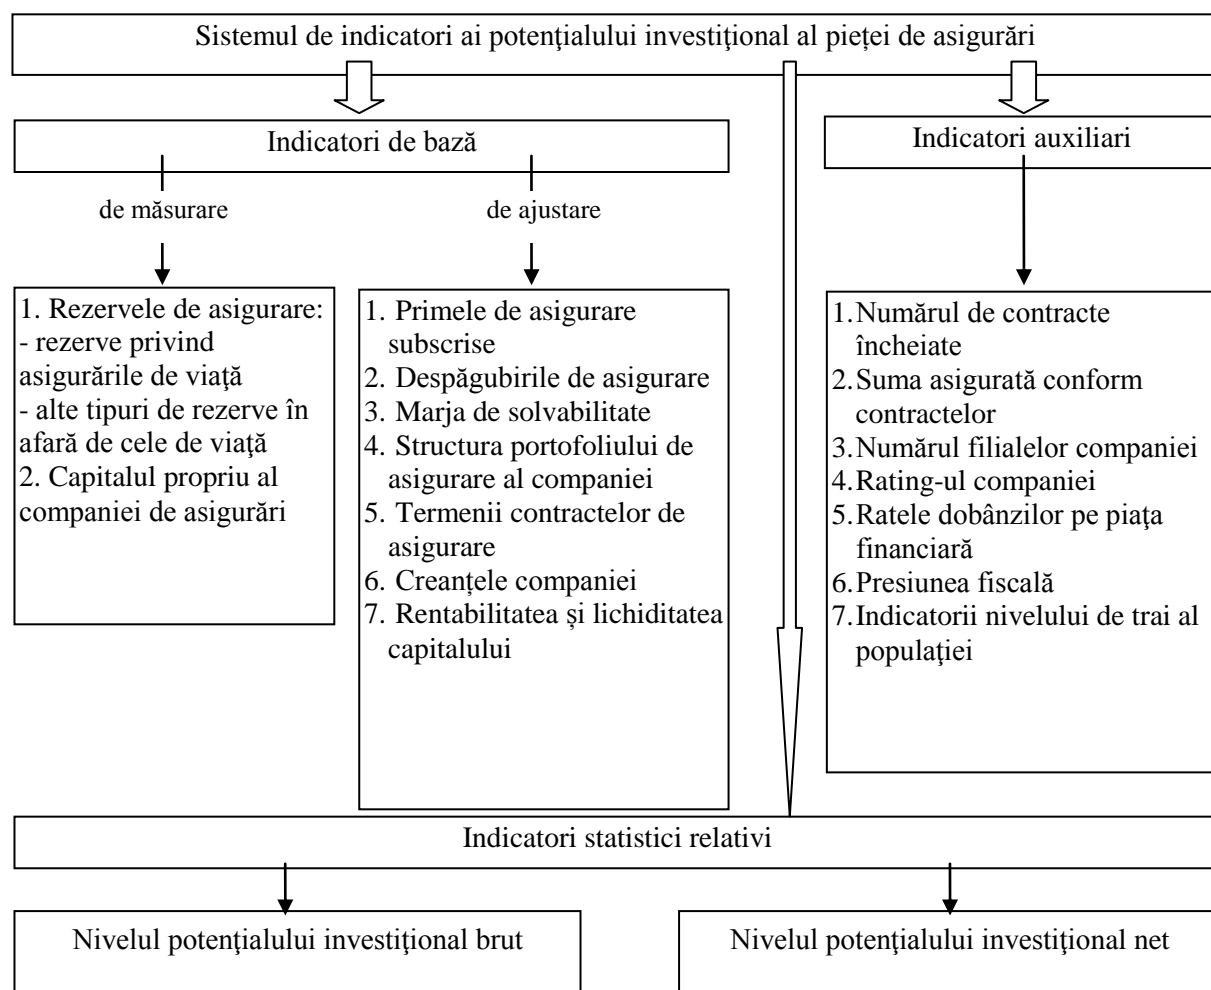 Sistemul de indicatori ai potenţialului investiţional al pieței de asigurări
Indicatori de bază
Indicatori auxiliari
de măsurare
de ajustare
1. Rezervele de asigurare:
- rezerve privind
asigurările de viaţă
- alte tipuri de rezerve în
afară de cele de viaţă
2. Capitalul propriu al
companiei de asigurări
1. Primele de asigurare
subscrise
2. Despăgubirile de asigurare
3. Marja de solvabilitate
4. Structura portofoliului de
asigurare al companiei
5. Termenii contractelor de
asigurare
6. Creanțele companiei
7. Rentabilitatea și lichiditatea
capitalului
1.Numărul de contracte
încheiate
2.Suma asigurată conform
contractelor
3.Numărul filialelor companiei
4.Rating-ul companiei
5.Ratele dobânzilor pe piaţa
financiară
6.Presiunea fiscală
7.Indicatorii nivelului de trai al
populaţiei
Indicatori statistici relativi
Nivelul potenţialului investiţional brut
Nivelul potenţialului investiţional net